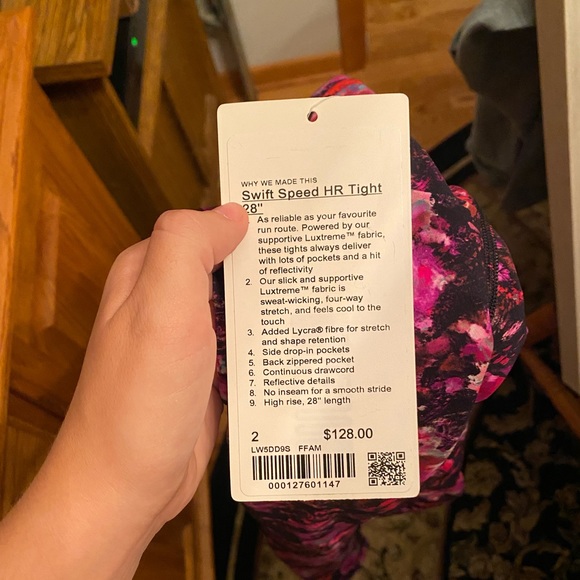 WHY WE MADE THIS
Swift Speed HR Tight
28"
As reliable as your favourite
run route. Powered by our
supportive Luxtreme™ fabric,
these tights always deliver
with lots of pockets and a hit
of reflectivity
2. Our slick and supportive
Luxtreme™ fabric is
sweat-wicking, four-way
stretch, and feels cool to the
touch
3. Added Lycra® fibre for stretch
and shape retention
4. Side drop-in pockets
5. Back zippered pocket
6. Continuous drawcord
7. Reflective details
8. No inseam for a smooth stride
9. High rise, 28" length
2 $128.00
LW5DD9S FFAM
000127601147